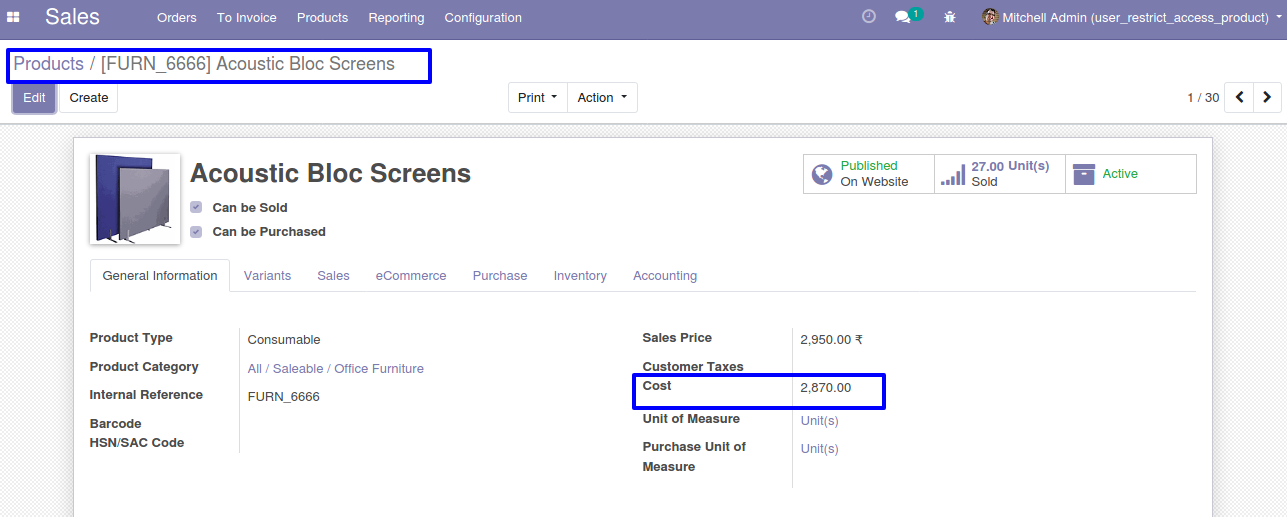 Sales Orders To Invoice Products Reporting Configuration 1 Mitchell Admin (user_restrict_access_product)
Products / [FURN_6666] Acoustic Bloc Screens
Edit Create Print Action 1 / 30
Acoustic Bloc Screens
Can be Sold
Can be Purchased
Published
On Website
27.00 Unit(s)
Sold
Active
General Information Variants Sales eCommerce Purchase Inventory Accounting
Product Type Consumable
Product Category All / Saleable / Office Furniture
Internal Reference FURN_6666
Barcode
HSN/SAC Code
Sales Price 2,950.00 ₹
Customer Taxes
Cost 2,870.00
Unit of Measure Unit(s)
Purchase Unit of Unit(s)
Measure